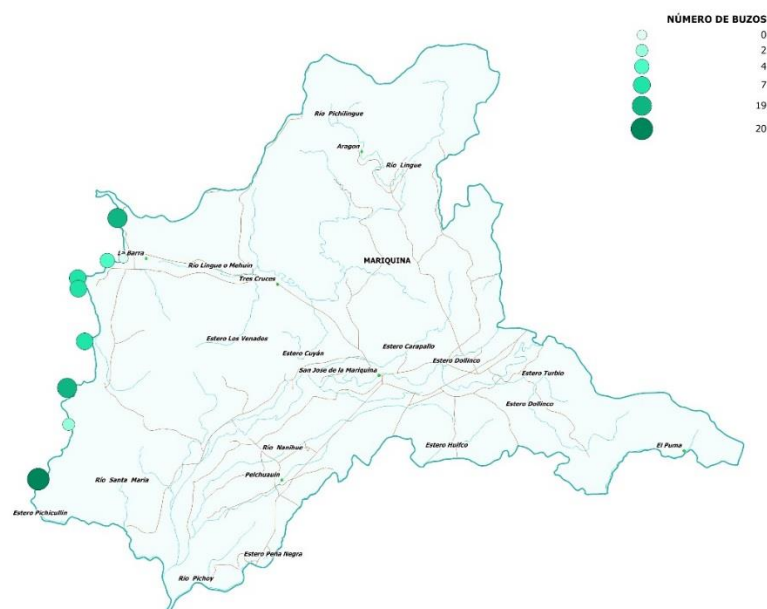 NÚMERO DE BUZOS
0
2
4
7
19
20
Río Pichilingue
Aragon
Río Lingue
La Barra
Río Lingue o Mehuín
MARIQUINA
Tres Cruces
Estero Los Venados
Estero Cuyán
Estero Carapallo
Estero Dollinco
San Jose de la Mariquina
Estero Turbio
Estero Dollinco
Río Nanihue
Estero Huifco
El Puma
Río Santa María
Pelchuquín
Estero Pichicullín
Estero Peña Negra
Río Pichoy